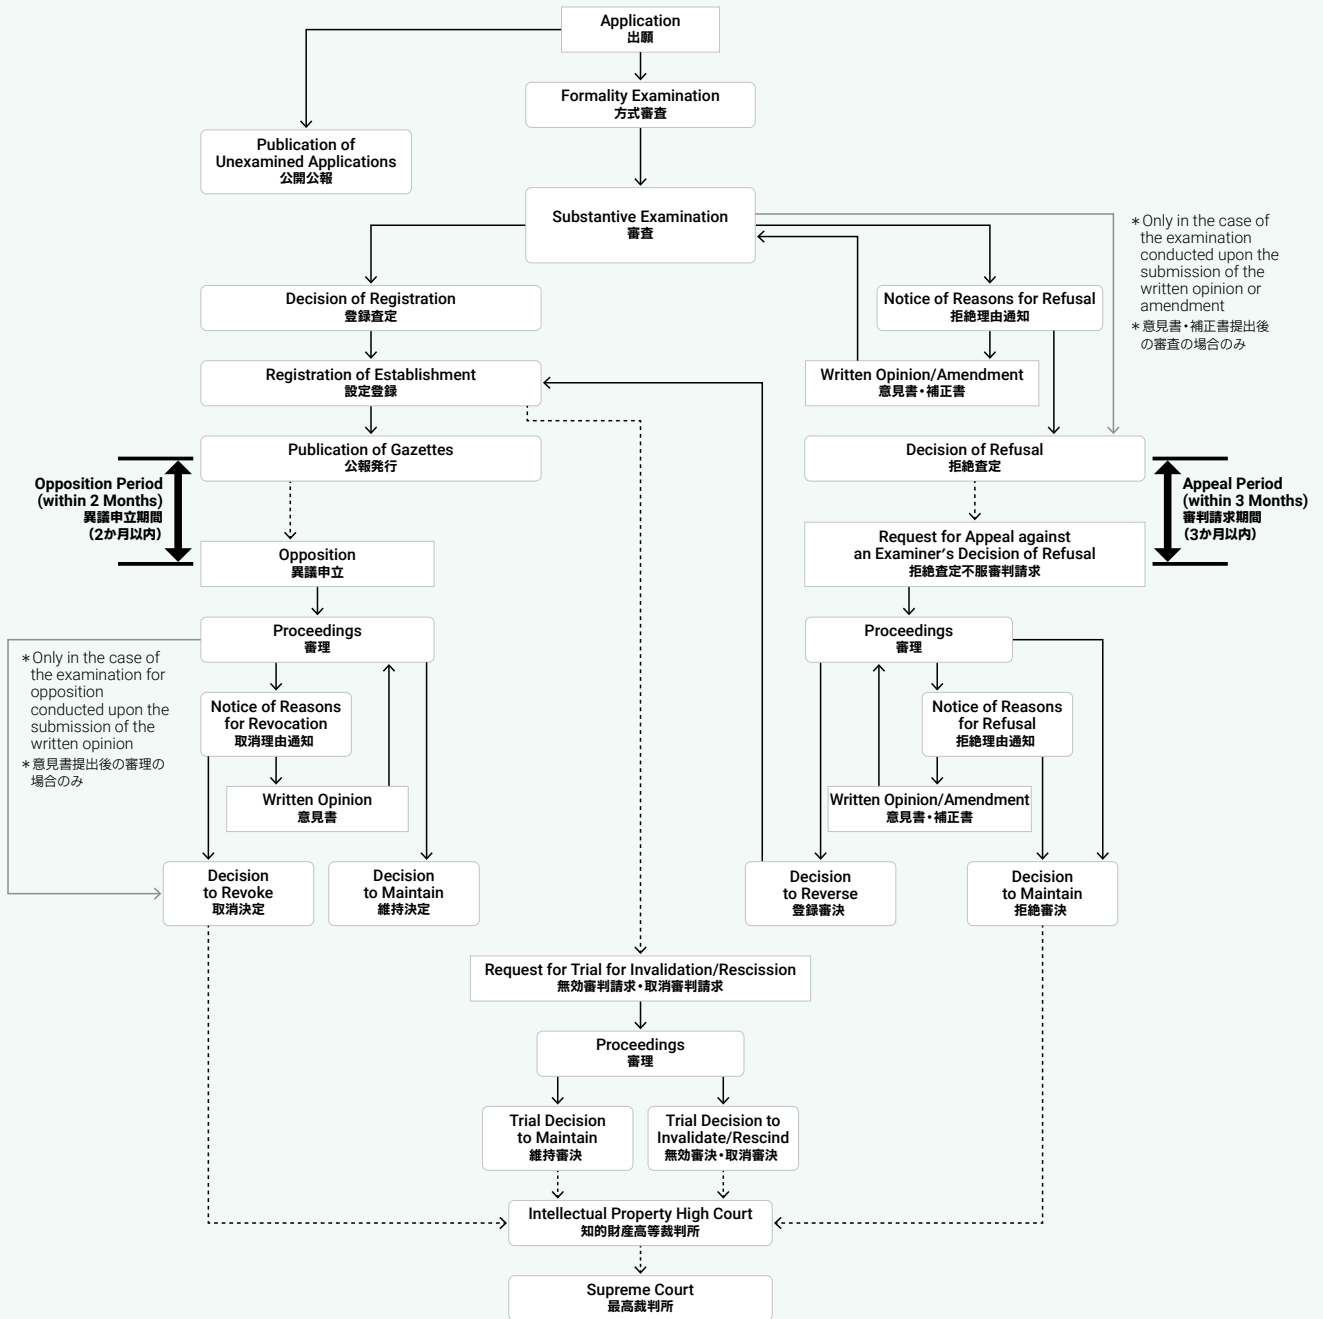 Application
出願
Formality Examination
方式審査
Publication of
Unexamined Applications
公開公報
Substantive Examination
審査
＊Only in the case of
the examination
conducted upon the
submission of the
written opinion or
amendment
＊意見書・補正書提出後
の審査の場合のみ
Decision of Registration
登録査定
Notice of Reasons for Refusal
拒絶理由通知
Registration of Establishment
設定登録
Written Opinion/Amendment
意見書・補正書
Publication of Gazettes
公報発行
Decision of Refusal
拒絶査定
Opposition Period
(within 2 Months)
異議申立期間
（2か月以内）
Appeal Period
(within 3 Months)
審判請求期間
（3か月以内）
Opposition
異議申立
Request for Appeal against
an Examiner's Decision of Refusal
拒絶査定不服審判請求
Proceedings
審理
Proceedings
審理
＊Only in the case of
the examination for
opposition
conducted upon the
submission of the
written opinion
＊意見書提出後の審理の
場合のみ
Notice of Reasons
for Revocation
取消理由通知
Notice of Reasons
for Refusal
拒絶理由通知
Written Opinion
意見書
Written Opinion/Amendment
意見書・補正書
Decision
to Revoke
取消決定
Decision
to Maintain
維持決定
Decision
to Reverse
登録審決
Decision
to Maintain
拒絶審決
Request for Trial for Invalidation/Rescission
無効審判請求・取消審判請求
Proceedings
審理
Trial Decision
to Maintain
維持審決
Trial Decision to
Invalidate/Rescind
無効審決・取消審決
Intellectual Property High Court
知的財産高等裁判所
Supreme Court
最高裁判所